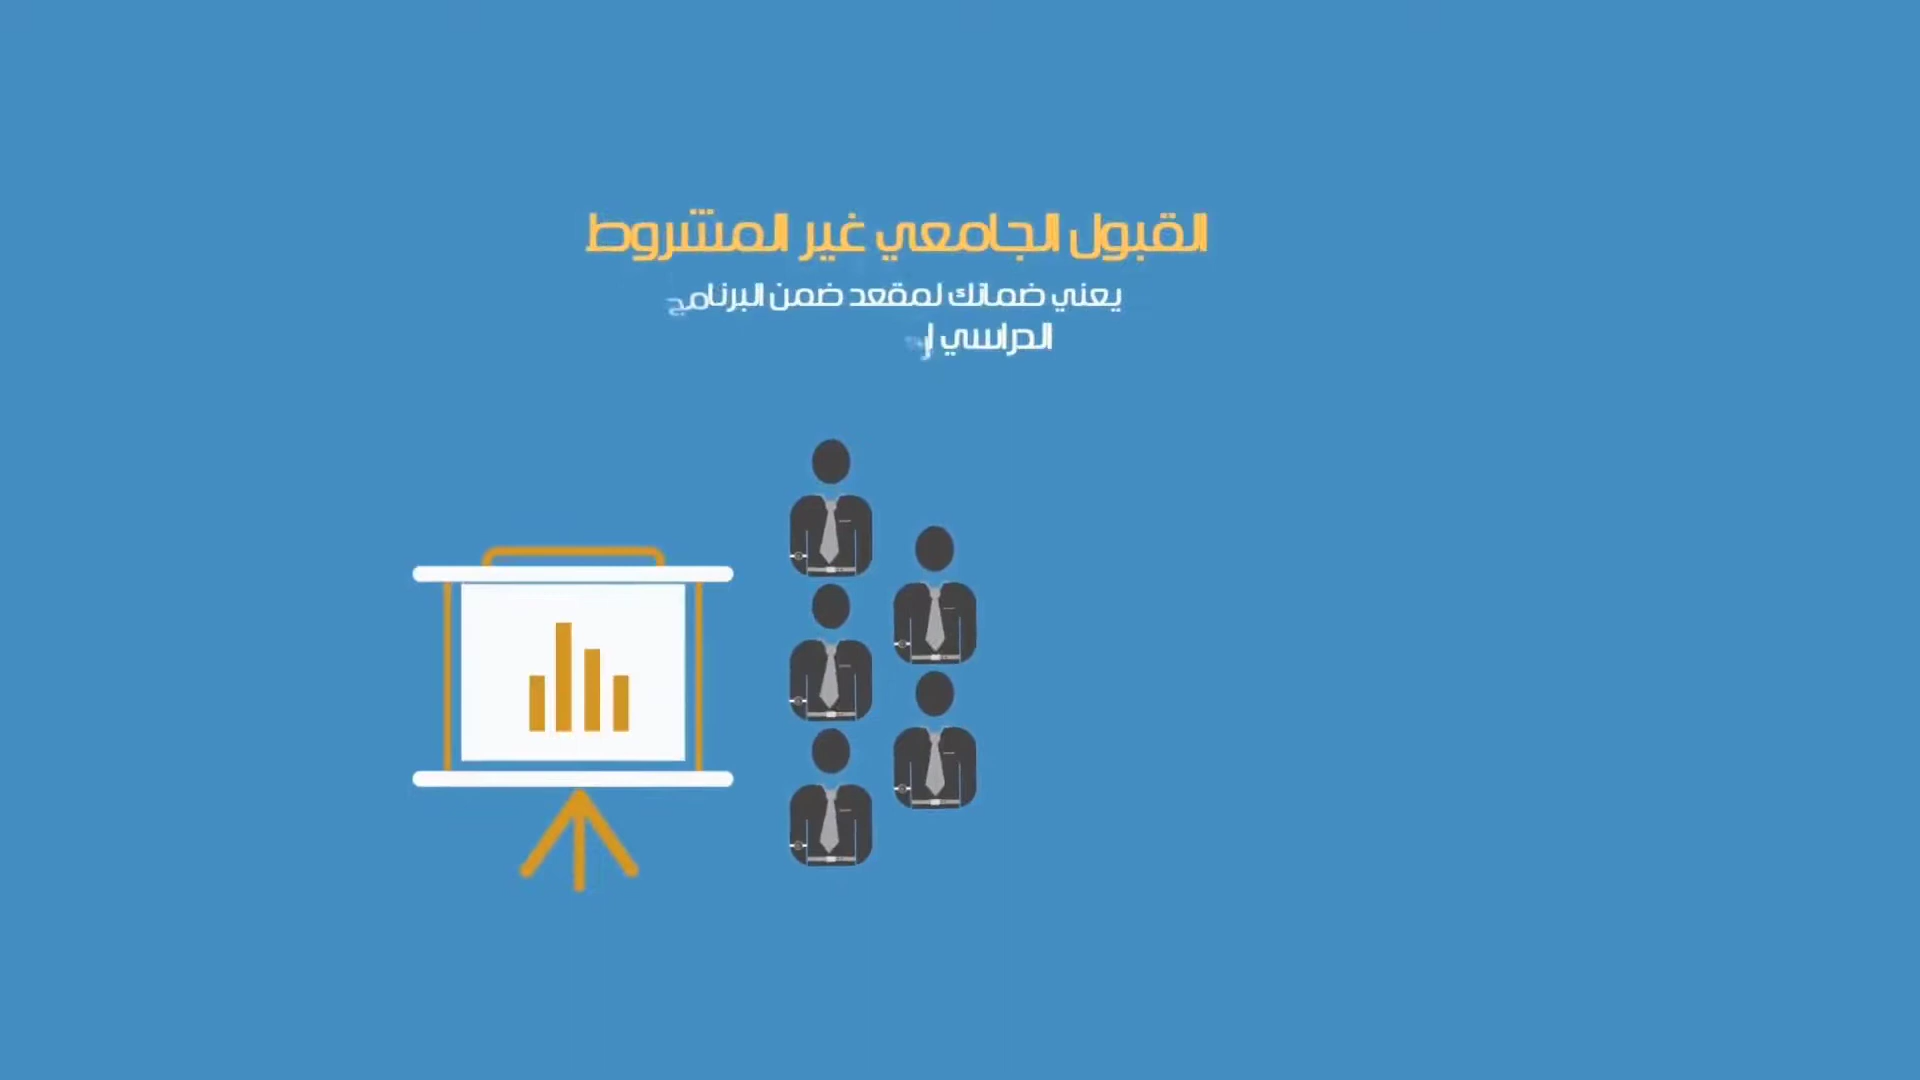 القبول الجامعي غير المشروط
يعني ضمانك لمقعد ضمن البرنامج
الدراسي